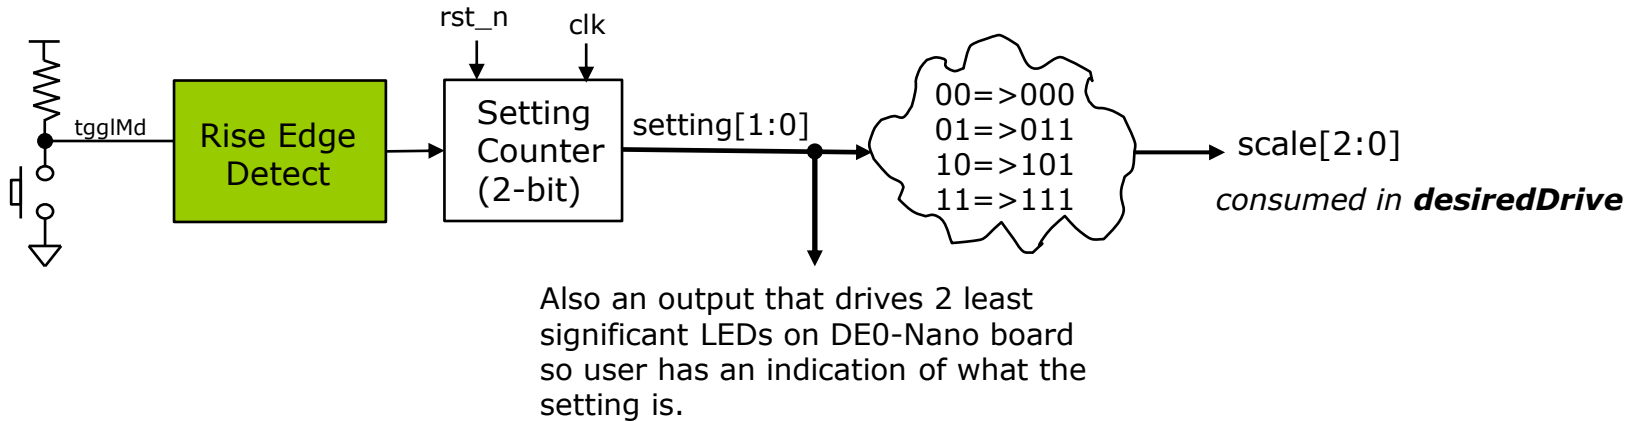 rst_n
clk
tgglMd
Rise Edge
Detect
Setting
Counter
(2-bit)
setting[1:0]
00=>000
01=>011
10=>101
11=>111
scale[2:0]
consumed in desiredDrive
Also an output that drives 2 least
significant LEDs on DE0-Nano board
so user has an indication of what the
setting is.